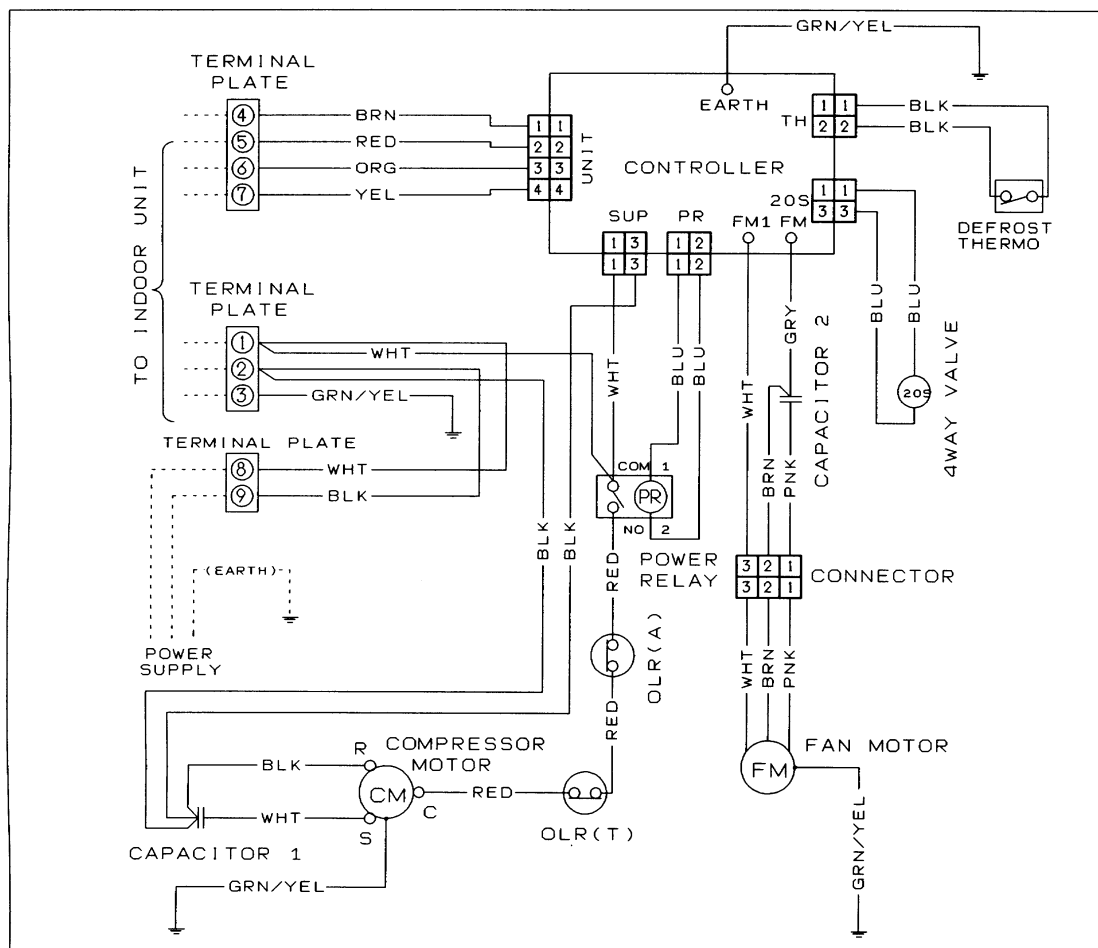 GRN/YEL
TERMINAL
PLATE
4 BRN
5 RED
6 ORG
7 YEL
1 1
2 2
3 3
4 4
UNIT
EARTH
CONTROLLER
TH
1 1
2 2
BLK
BLK
DEFROST
THERMO
20S
1 1
3 3
SUP
1 3
1 3
PR
1 2
1 2
FM1 FM
TO INDOOR UNIT
TERMINAL
PLATE
1 WHT
2
3 GRN/YEL
TERMINAL PLATE
8 WHT
9 BLK
(EARTH)
POWER
SUPPLY
BLK
BLK
WHT
BLU
BLU
WHT
GRY
CAPACITOR 2
BRN
PNK
BLU
BLU
20S
4WAY VALVE
COM 1
PR
NO 2
POWER
RELAY
RED
3 2 1
3 2 1
CONNECTOR
OLR(A)
RED
WHT
BRN
PNK
FAN MOTOR
FM
GRN/YEL
R
COMPRESSOR
MOTOR
BLK
CM
C
RED
OLR(T)
WHT
S
CAPACITOR 1
GRN/YEL